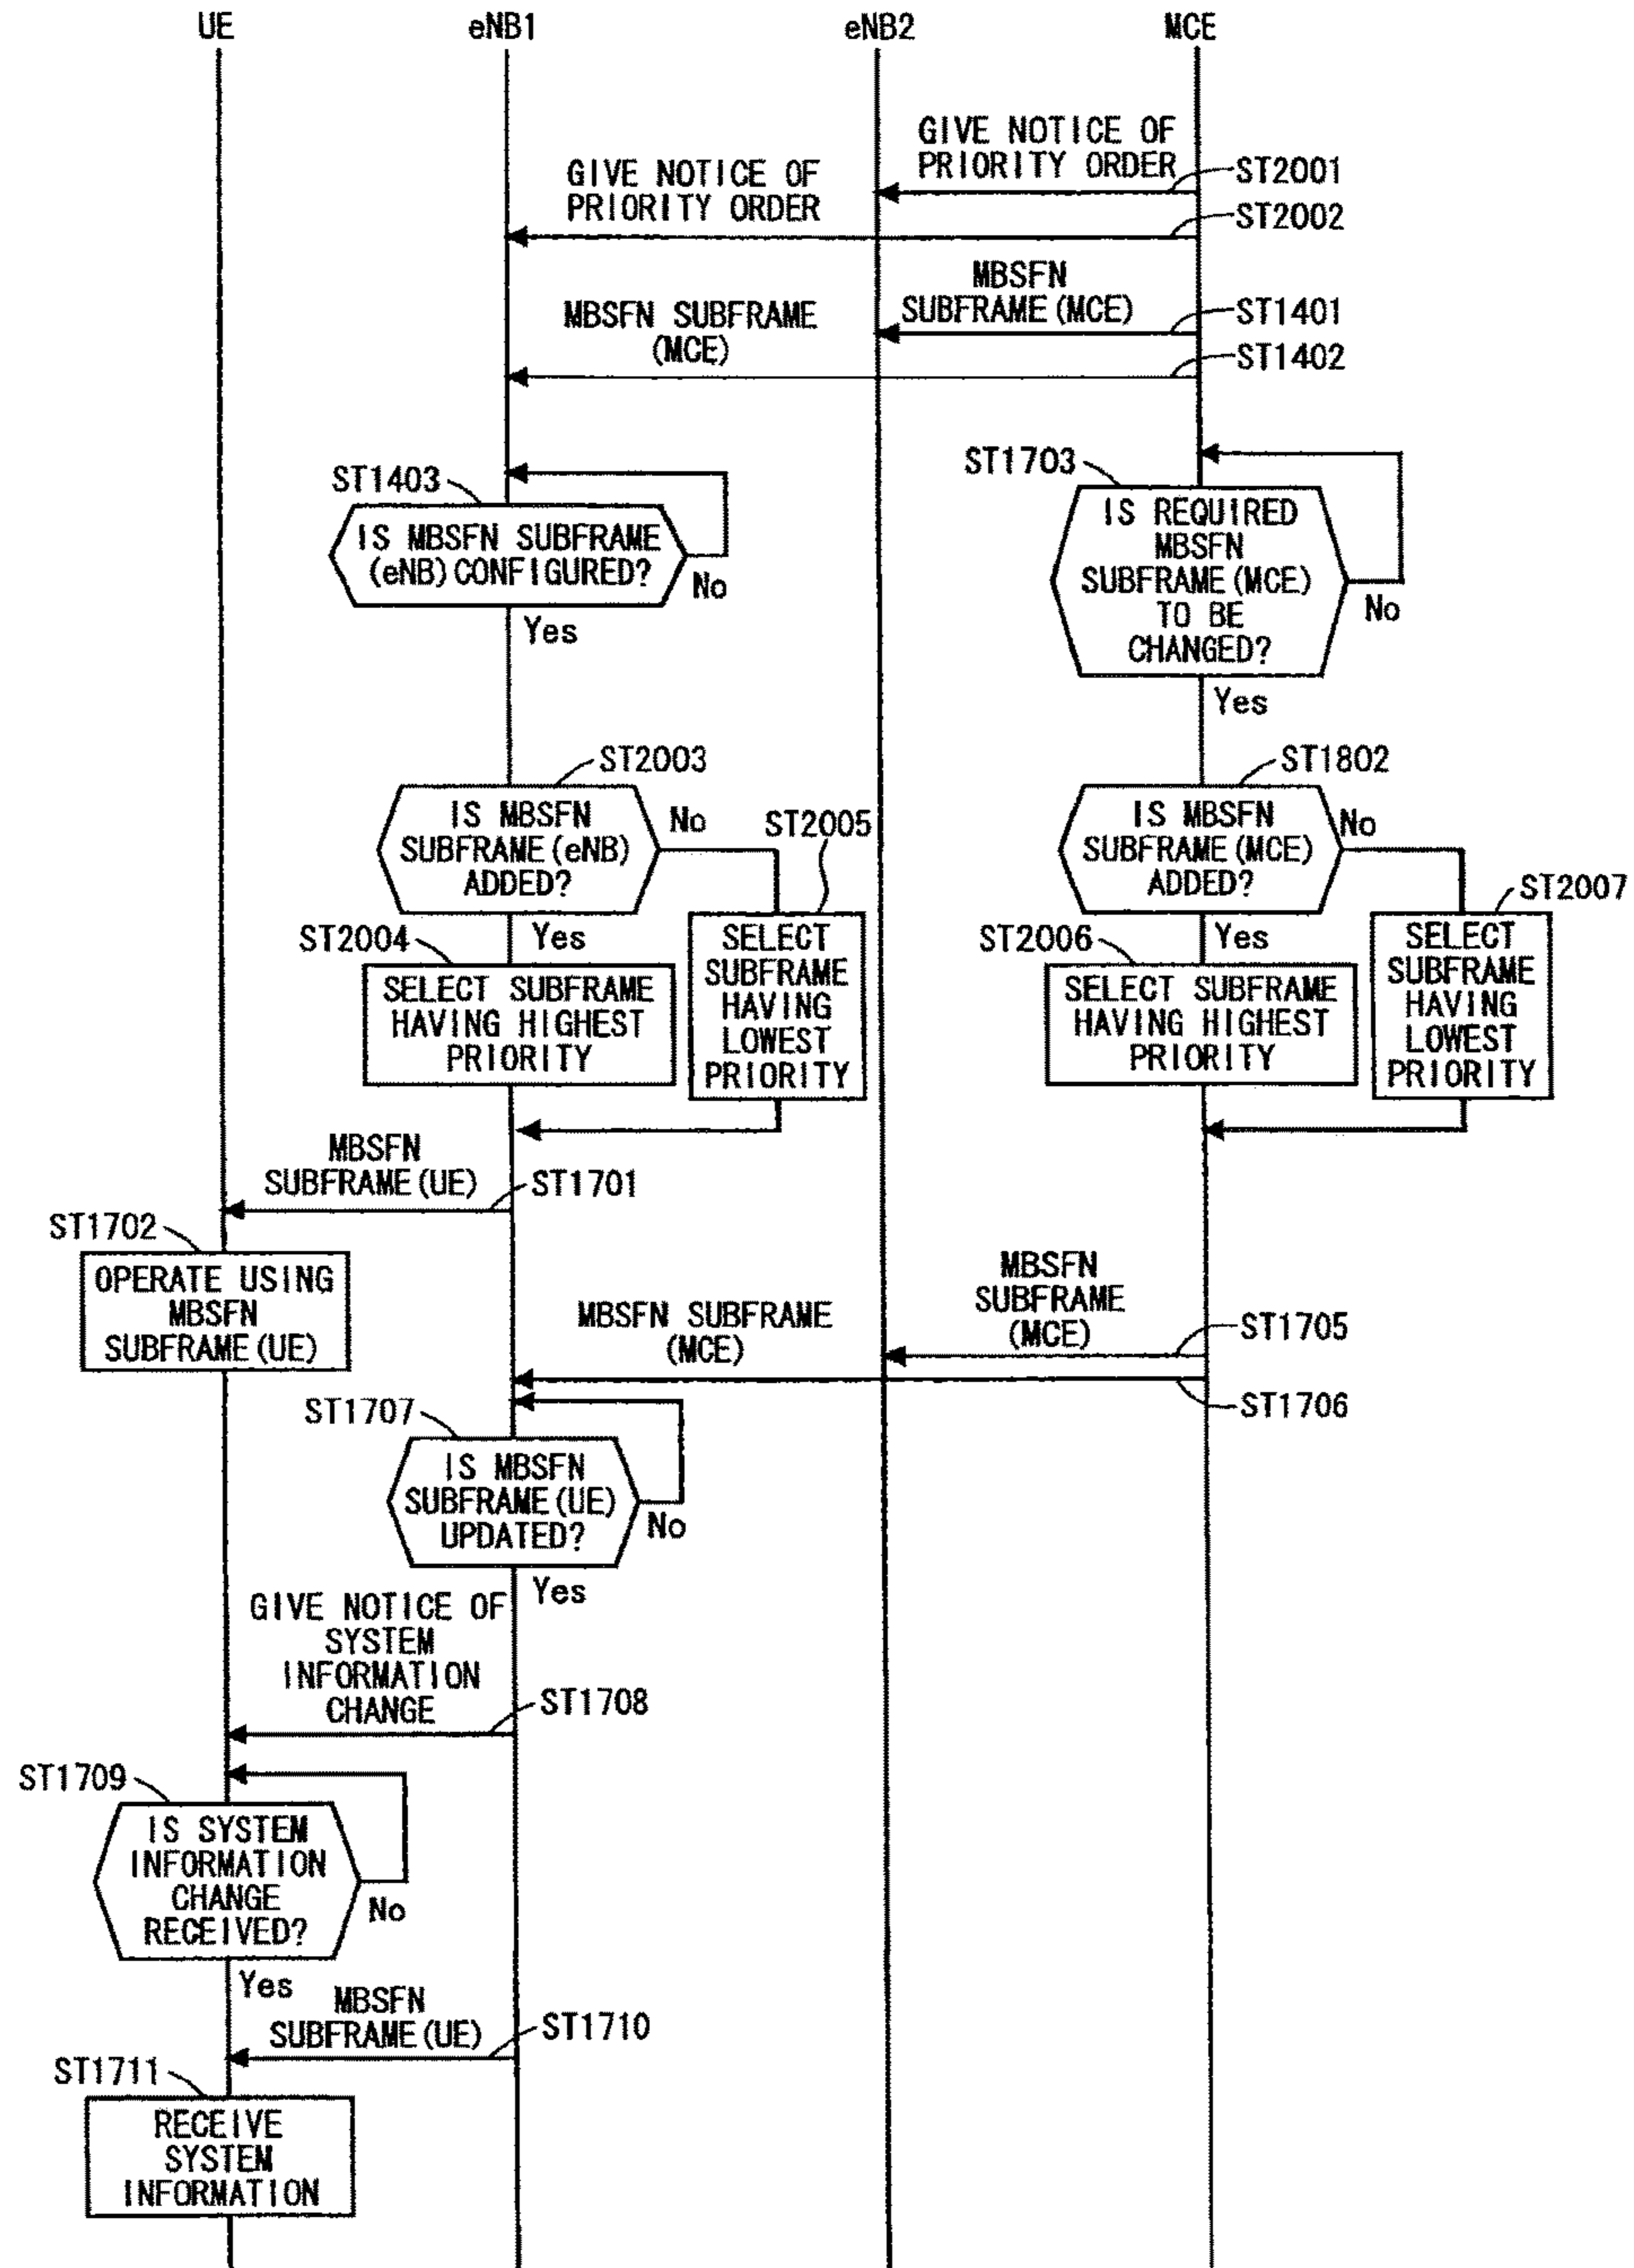 UE
eNB1
eNB2
MCE
GIVE NOTICE OF
PRIORITY ORDER
ST2001
GIVE NOTICE OF
PRIORITY ORDER
ST2002
MBSFN
SUBFRAME(MCE)
ST1401
MBSFN SUBFRAME
(MCE)
ST1402
ST1403
IS MBSFN SUBFRAME
(eNB)CONFIGURED?
No
Yes
ST1703
IS REQUIRED
MBSFN
SUBFRAME(MCE)
TO BE
CHANGED?
No
Yes
ST2003
IS MBSFN
SUBFRAME(eNB)
ADDED?
No
Yes
ST2005
SELECT
SUBFRAME
HAVING
LOWEST
PRIORITY
ST2004
SELECT SUBFRAME
HAVING HIGHEST
PRIORITY
ST1802
IS MBSFN
SUBFRAME(MCE)
ADDED?
No
Yes
ST2007
SELECT
SUBFRAME
HAVING
LOWEST
PRIORITY
ST2006
SELECT SUBFRAME
HAVING HIGHEST
PRIORITY
MBSFN
SUBFRAME(UE)
ST1701
ST1702
OPERATE USING
MBSFN
SUBFRAME(UE)
MBSFN
SUBFRAME
(MCE)
ST1705
MBSFN SUBFRAME
(MCE)
ST1706
ST1707
IS MBSFN
SUBFRAME(UE)
UPDATED?
No
Yes
GIVE NOTICE OF
SYSTEM
INFORMATION
CHANGE
ST1708
ST1709
IS SYSTEM
INFORMATION
CHANGE
RECEIVED?
No
Yes
MBSFN
SUBFRAME(UE)
ST1710
ST1711
RECEIVE
SYSTEM
INFORMATION